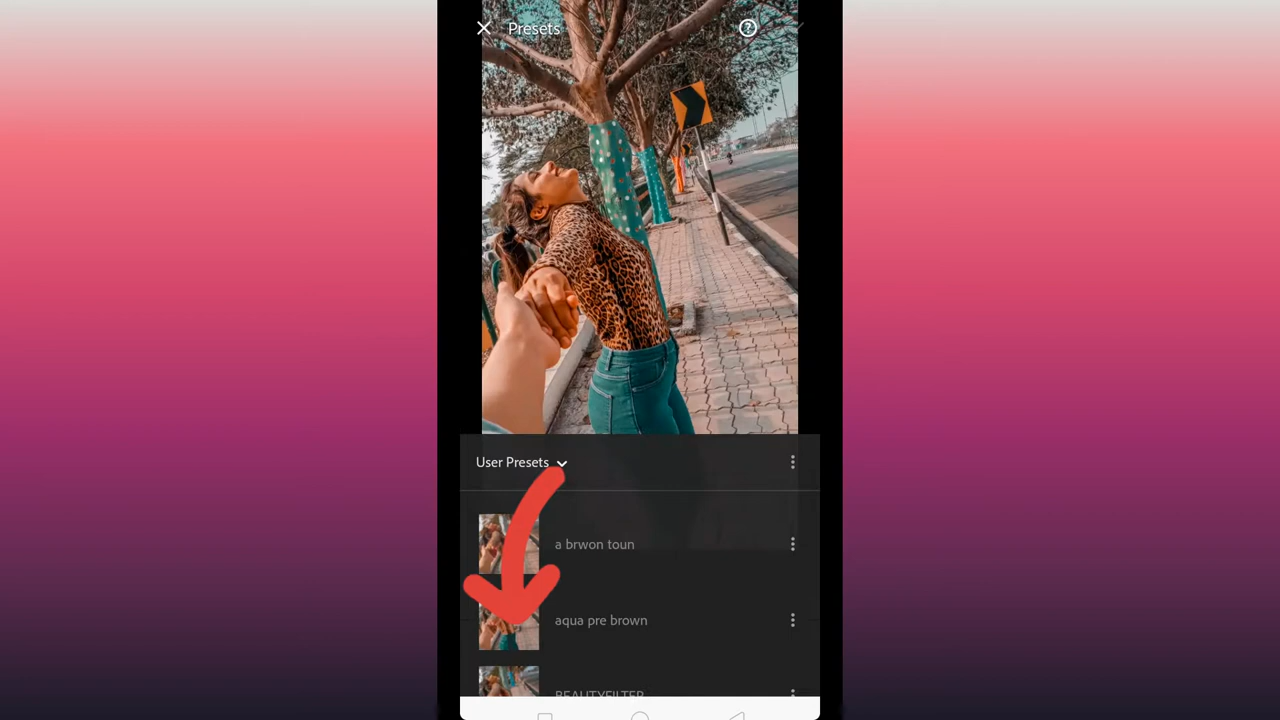 Presets
User Presets
a brwon toun
aqua pre brown
BEAUTYFILTER